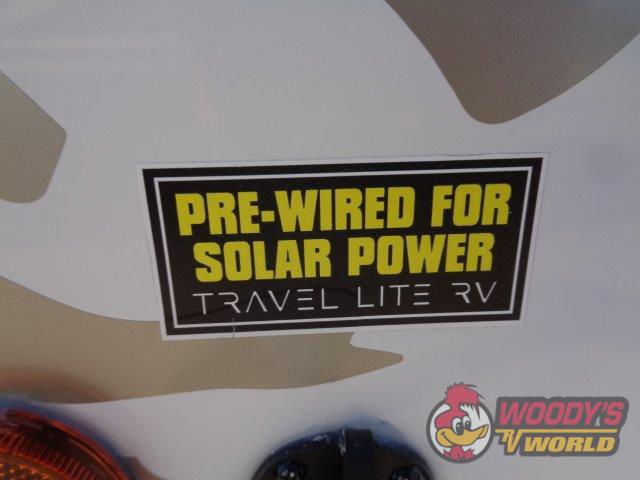 PRE-WIRED FOR
SOLAR POWER
TRAVEL LITE RV
WOODY'S
RV WORLD